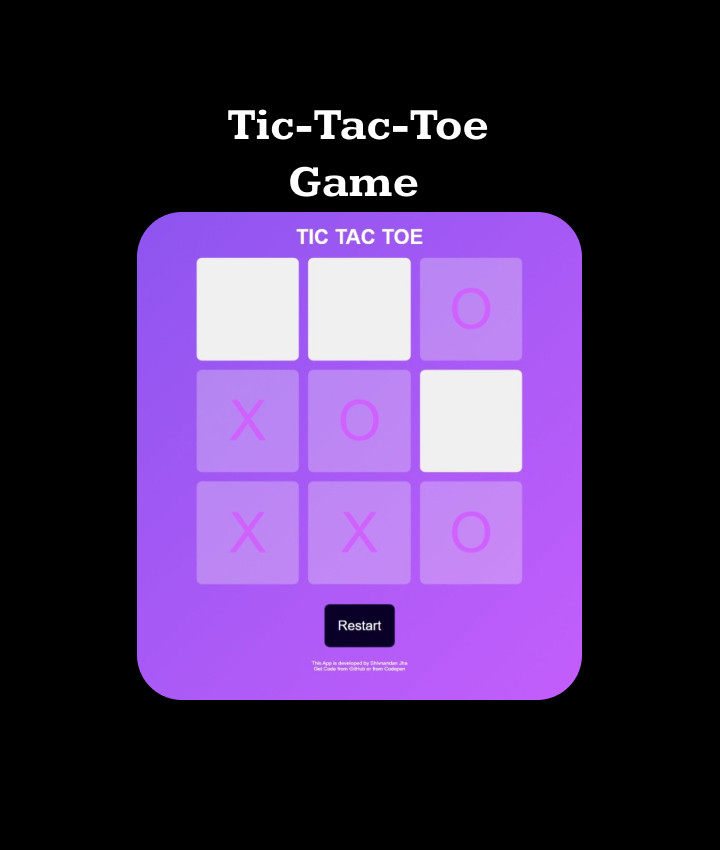 Tic-Tac-Toe
Game
TIC TAC TOE
O
X O
X X O
Restart
This App is developed by Shivnandan Jha
Get Code from GitHub or from Codepen